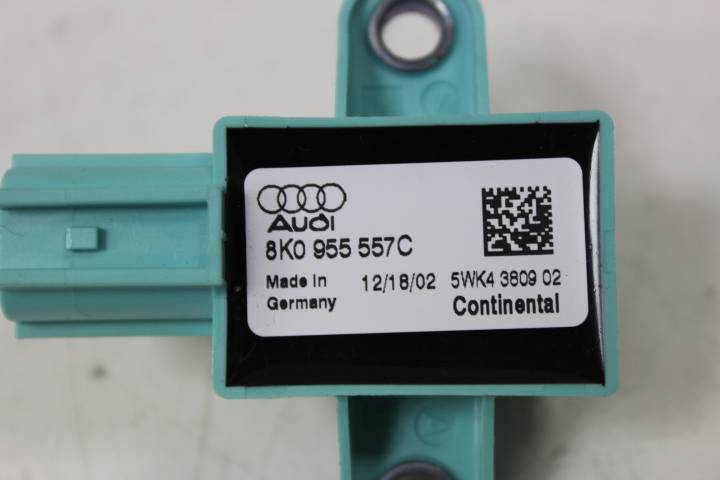 Audi
8K0 955 557C
Made In Germany
12/18/02 5WK4 3809 02
Continental
A